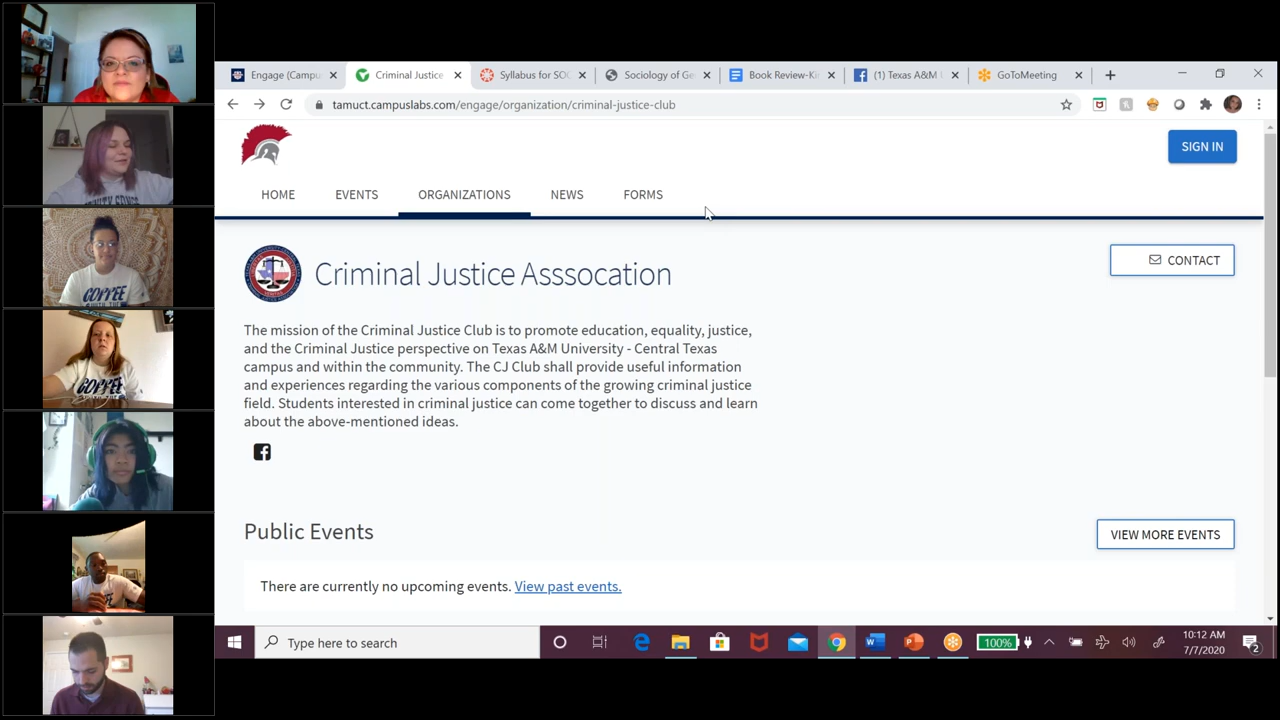 Engage (Campu
Criminal Justice
Syllabus for SOC
Sociology of Ge
Book Review-Ki
(1) Texas A&M
GoToMeeting
tamuct.campuslabs.com/engage/organization/criminal-justice-club
SIGN IN
HOME
EVENTS
ORGANIZATIONS
NEWS
FORMS
Criminal Justice Asssocation
CONTACT
The mission of the Criminal Justice Club is to promote education, equality, justice,
and the Criminal Justice perspective on Texas A&M University - Central Texas
campus and within the community. The CJ Club shall provide useful information
and experiences regarding the various components of the growing criminal justice
field. Students interested in criminal justice can come together to discuss and learn
about the above-mentioned ideas.
Public Events
VIEW MORE EVENTS
There are currently no upcoming events. View past events.
Type here to search
100%
10:12 AM
7/7/2020
2
COFFEE
COFFEE